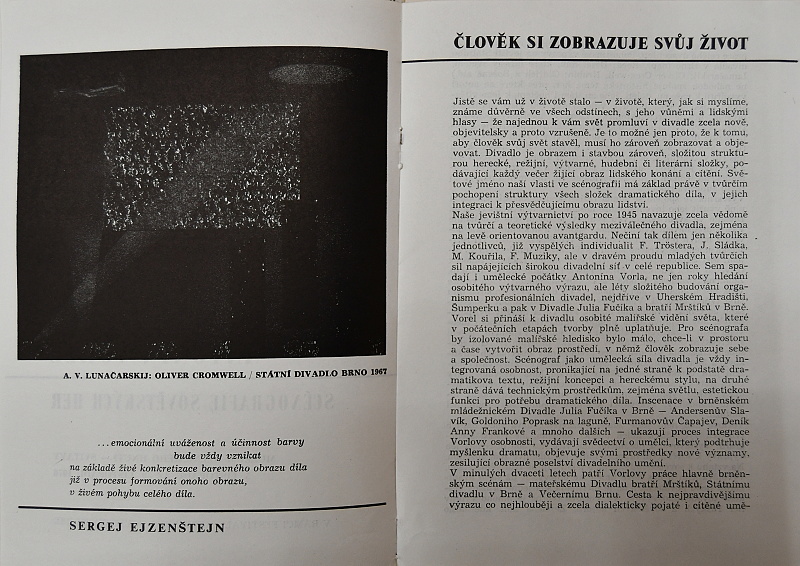 A. V. LUNAČARSKIJ: OLIVER CROMWELL / STÁTNÍ DIVADLO BRNO 1967
...emocionální uváženost a účinnost barvy
bude vždy vznikat
na základě živé konkretizace barevného obrazu díla
již v procesu formování onoho obrazu,
v živém pohybu celého díla.
SERGEJ EJZENŠTEJN
ČLOVĚK SI ZOBRAZUJE SVŮJ ŽIVOT
Jistě se vám už v životě stalo — v životě, který, jak si myslíme,
známe důvěrně ve všech odstínech, s jeho vůněmi a lidskými
hlasy — že najednou k vám svět promluví v divadle zcela nově,
objevitelsky a proto vzrušeně. Je to možné jen proto, že k tomu,
aby člověk svůj svět stavěl, musí ho zároveň zobrazovat a obje-
vovat. Divadlo je obrazem i stavbou zároveň, složitou struktu-
rou herecké, režijní, výtvarné, hudební či literární složky, po-
dávající každý večer žijící obraz lidského konání a cítění. Svě-
tové jméno naší vlasti ve scénografii má základ právě v tvůrčím
pochopení struktury všech složek dramatického díla, v jejich
integraci k přesvědčujícímu obrazu lidství.
Naše jevištní výtvarnictví po roce 1945 navazuje zcela vědomě
na tvůrčí a teoretické výsledky meziválečného divadla, zejména
na levě orientovanou avantgardu. Nečiní tak dílem jen několika
jednotlivců, již vyspělých individualit F. Tröstera, J. Sládka,
M. Kouřila, F. Muziky, ale v dravém proudu mladých tvůrčích
sil napájejících širokou divadelní síť v celé republice. Sem spa-
dají i umělecké počátky Antonína Vorla, ne jen roky hledání
osobitého výtvarného výrazu, ale léty složitého budování orga-
nismu profesionálních divadel, nejdříve v Uherském Hradišti,
Šumperku a pak v Divadle Julia Fučíka a bratří Mrštíků v Brně.
Vorel si přináší k divadlu osobité malířské vidění světa, které
v počátečních etapách tvorby plně uplatňuje. Pro scénografa
by izolované malířské hledisko bylo málo, chce-li v prostoru
a čase vytvořit obraz prostředí, v němž člověk zobrazuje sebe
a společnost. Scénograf jako umělecká síla divadla je vždy in-
tegrovaná osobnost, pronikající na jedné straně k podstatě dra-
matikova textu, režijní koncepci a hereckému stylu, na druhé
straně dává technickým prostředkům, zejména světlu, estetickou
funkci pro potřebu dramatického díla. Inscenace v brněnském
mládežnickém Divadle Julia Fučíka v Brně — Andersenův Sla-
vík, Goldoniho Poprask na laguně, Furmanovův Čapajev, Deník
Anny Frankové a mnoho dalších — ukazují proces integrace
Vorlovy osobnosti, vydávají svědectví o umělci, který podtrhuje
myšlenku dramatu, objevuje svými prostředky nové významy,
zesilující obrazné poselství divadelního umění.
V minulých dvaceti letech patří Vorlovy práce hlavně brněn-
ským scénám — mateřskému Divadlu bratří Mrštíků, Státnímu
divadlu v Brně a Večernímu Brnu. Cesta k nejpravdivějšímu
výrazu co nejhlouběji a zcela dialekticky pojaté i cítěné umě-